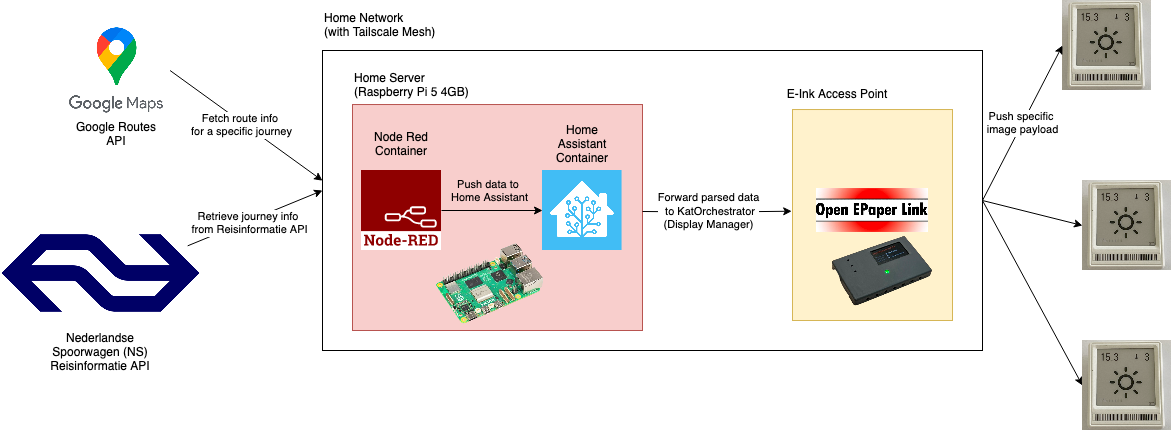 Google Maps
Google Routes
API
Fetch route info
for a specific journey
Retrieve journey info
from Reisinformatie API
Nederlandse
Spoorwagen (NS)
Reisinformatie API
Home Network
(with Tailscale Mesh)
Home Server
(Raspberry Pi 5 4GB)
Node Red
Container
Node-RED
Push data to
Home Assistant
Home
Assistant
Container
Forward parsed data
to KatOrchestrator
(Display Manager)
E-Ink Access Point
Open EPaper Link
Push specific
image payload
15.3 ↓ 3
15.3 ↓ 3
15.3 ↓ 3